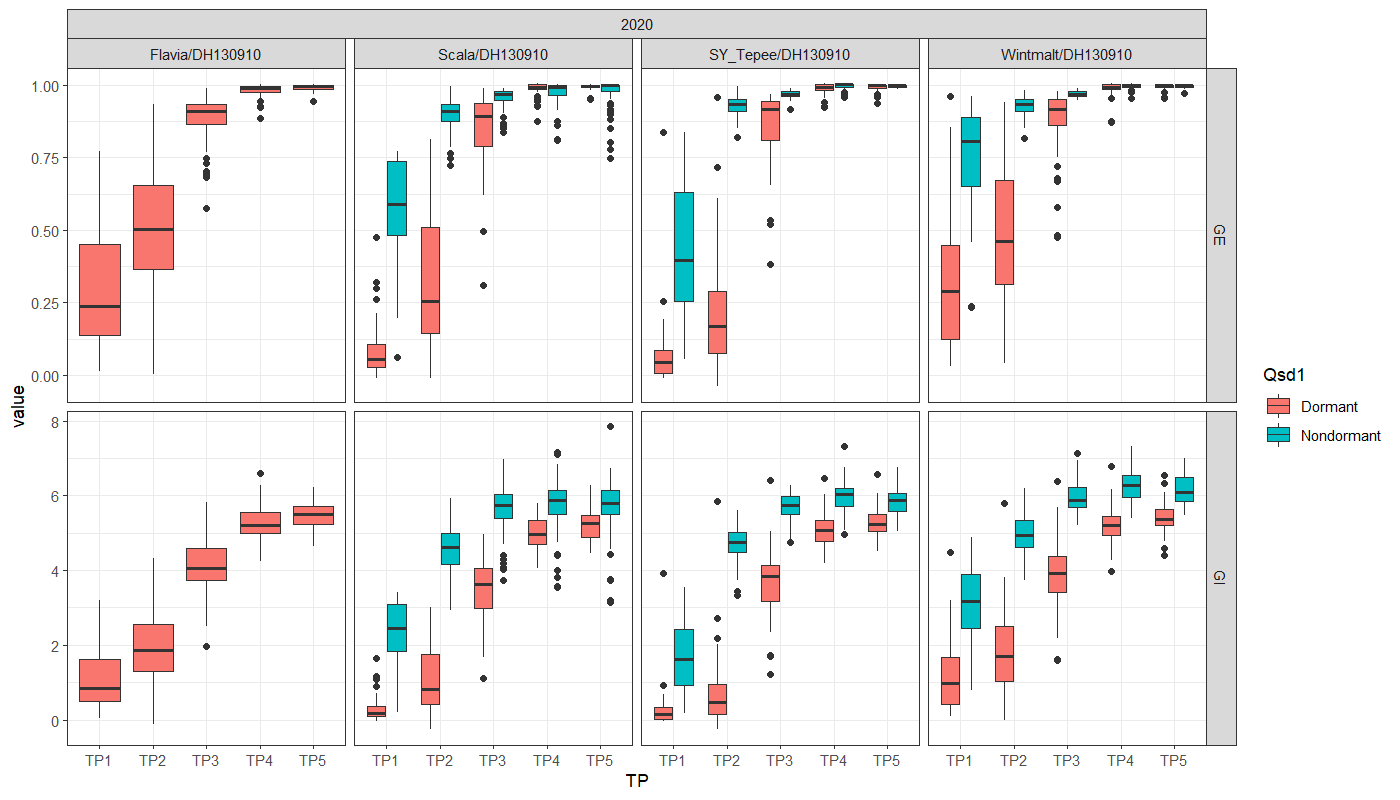 2020
Flavia/DH130910
Scala/DH130910
SY_Tepee/DH130910
Wintmalt/DH130910
1.00
0.75
0.50
0.25
0.00
GE
value
8
6
4
2
0
GI
Qsd1
Dormant
Nondormant
TP1 TP2 TP3 TP4 TP5
TP1 TP2 TP3 TP4 TP5
TP1 TP2 TP3 TP4 TP5
TP1 TP2 TP3 TP4 TP5
TP